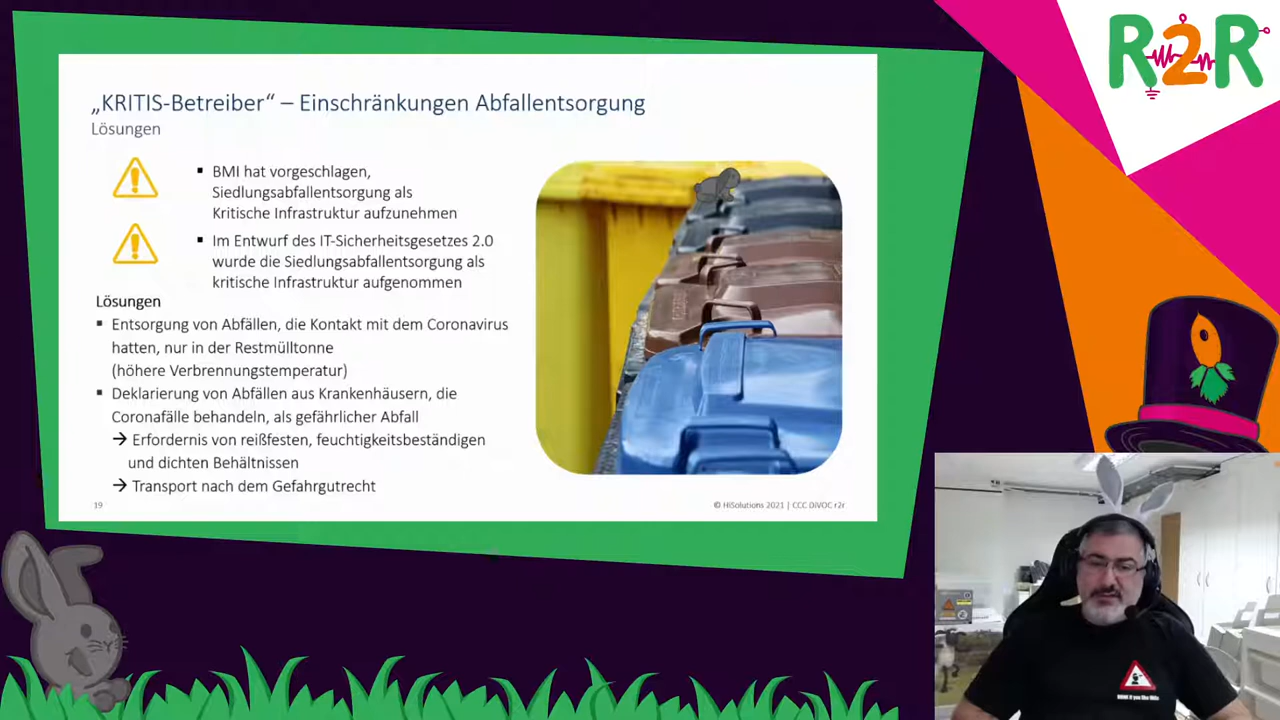 R2R
„KRITIS-Betreiber“ – Einschränkungen Abfallentsorgung
Lösungen
▪ BMI hat vorgeschlagen,
Siedlungsabfallentsorgung als
Kritische Infrastruktur aufzunehmen
▪ Im Entwurf des IT-Sicherheitsgesetzes 2.0
wurde die Siedlungsabfallentsorgung als
kritische Infrastruktur aufgenommen
Lösungen
▪ Entsorgung von Abfällen, die Kontakt mit dem Coronavirus
hatten, nur in der Restmülltonne
(höhere Verbrennungstemperatur)
▪ Deklarierung von Abfällen aus Krankenhäusern, die
Coronafälle behandeln, als gefährlicher Abfall
→ Erfordernis von reißfesten, feuchtigkeitsbeständigen
und dichten Behältnissen
→ Transport nach dem Gefahrgutrecht
19
© HiSolutions 2021 | CCC DiVOC r2r